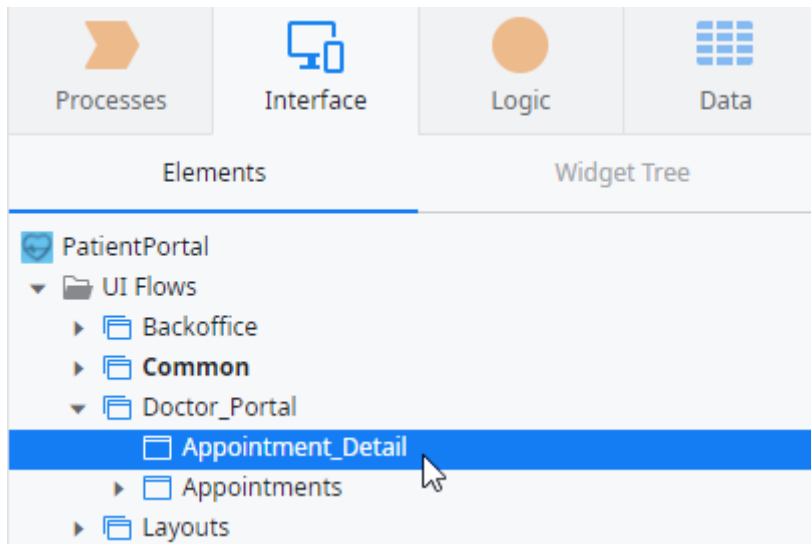 Processes Interface Logic Data
Elements Widget Tree
PatientPortal
UI Flows
Backoffice
Common
Doctor_Portal
Appointment_Detail
Appointments
Layouts